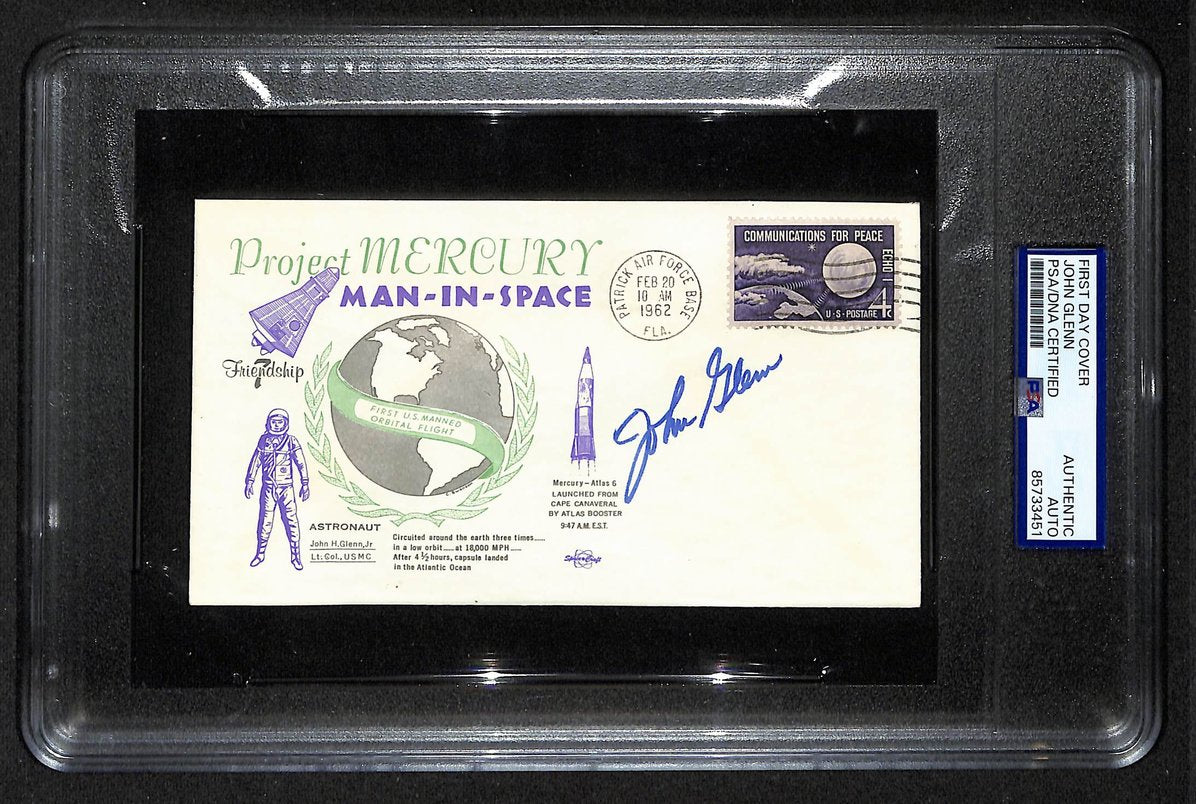 Project MERCURY
MAN-IN-SPACE
Friendship
7
FIRST U.S. MANNED
ORBITAL FLIGHT
ASTRONAUT
John H. Glenn, Jr
Lt. Col., USMC
Circuited around the earth three times.....
in a low orbit.....at 18,000 MPH.....
After 4 ½ hours, capsule landed
in the Atlantic Ocean
Mercury-Atlas 6
LAUNCHED FROM
CAPE CANAVERAL
BY ATLAS BOOSTER
9:47 A.M. E.S.T.
SpaceCraft
PATRICK AIR FORCE BASE
FEB 20
10 AM
1962
FLA.
COMMUNICATIONS FOR PEACE
ECHO I
U·S·POSTAGE 4c
John Glenn
FIRST DAY COVER
JOHN GLENN
PSA/DNA CERTIFIED
PSA
AUTHENTIC
AUTO
85733451